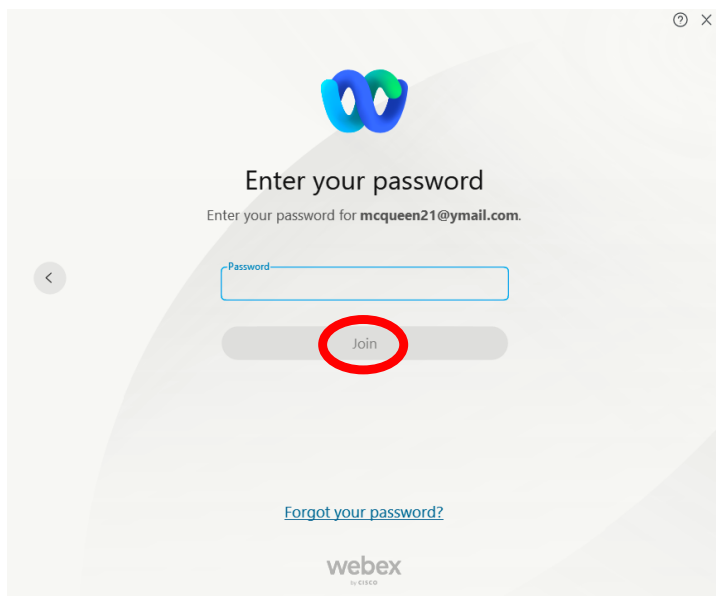 Enter your password
Enter your password for mcqueen21@ymail.com.
Password
Join
Forgot your password?
webex
by CISCO